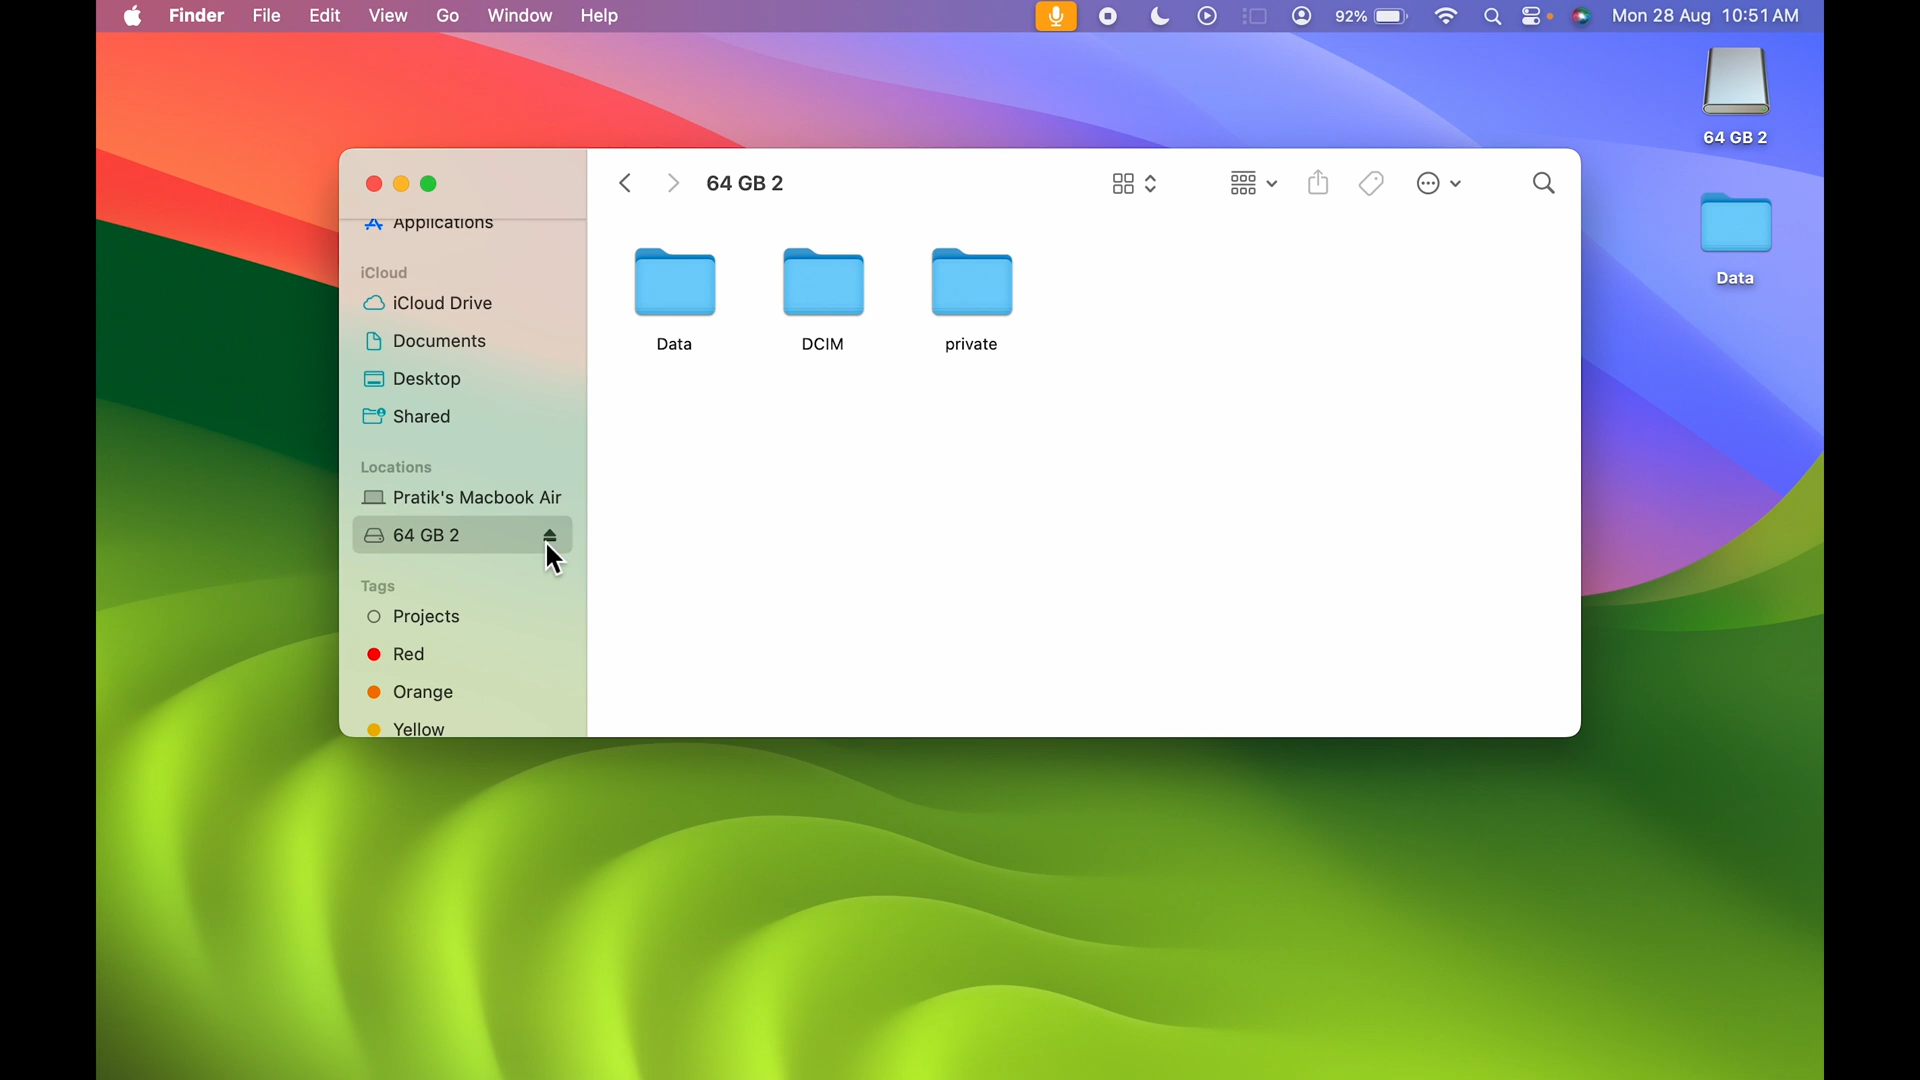 Finder File Edit View Go Window Help 92% Mon 28 Aug 10:51 AM
64 GB 2
Data
64 GB 2
Applications
iCloud
iCloud Drive
Documents
Desktop
Shared
Locations
Pratik's Macbook Air
64 GB 2
Tags
Projects
Red
Orange
Yellow
Data DCIM private